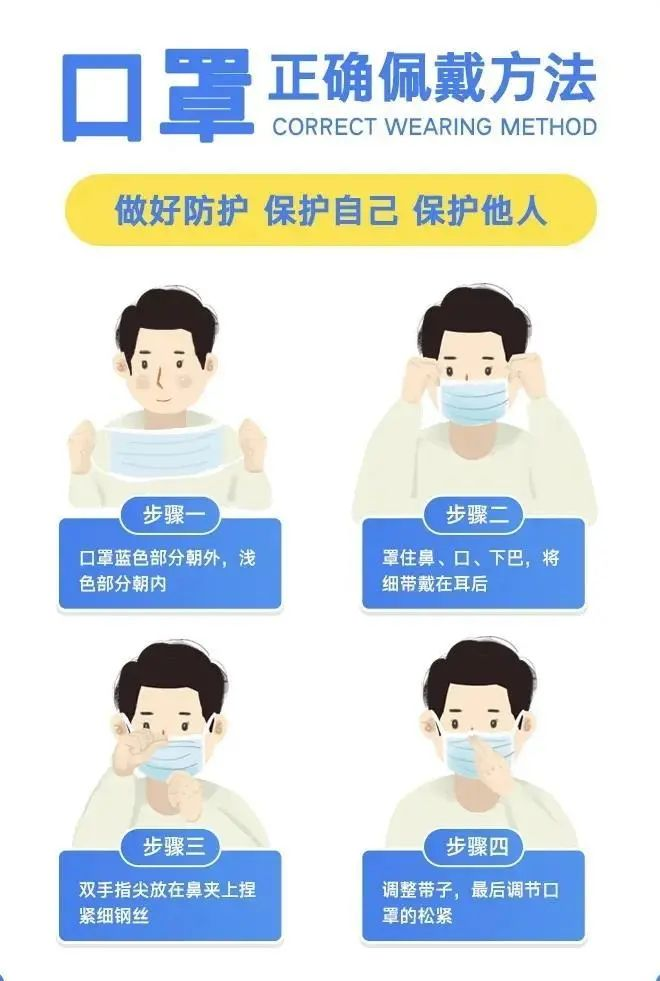 口罩 正确佩戴方法
CORRECT WEARING METHOD
做好防护 保护自己 保护他人
步骤一
口罩蓝色部分朝外，浅
色部分朝内
步骤二
罩住鼻、口、下巴，将
细带戴在耳后
步骤三
双手指尖放在鼻夹上捏
紧细钢丝
步骤四
调整带子，最后调节口
罩的松紧